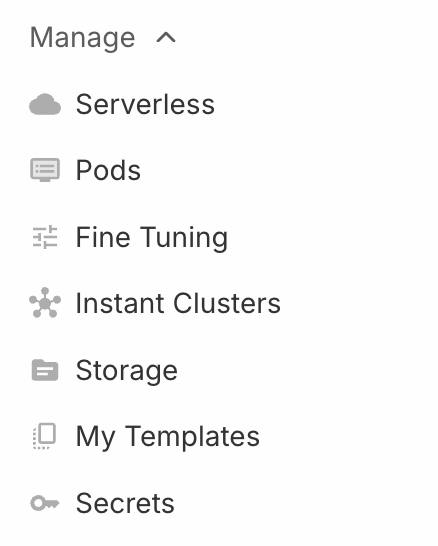 Manage
Serverless
Pods
Fine Tuning
Instant Clusters
Storage
My Templates
Secrets